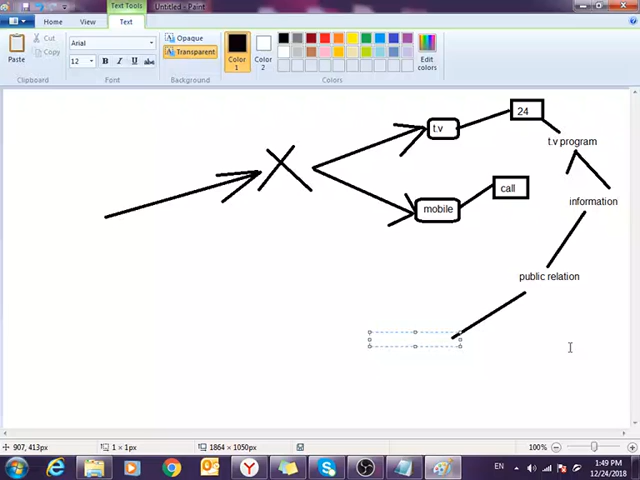 Text Tools
Untitled - Paint
Home
View
Text
Paste
Cut
Copy
Clipboard
Arial
12
B
I
U
abc
Font
Opaque
Transparent
Background
Color
1
Color
2
Edit
colors
Colors
24
t.v
t.v program
call
mobile
information
public relation
907, 413px
1 × 1px
1864 × 1050px
100%
EN
1:49 PM
12/24/2018